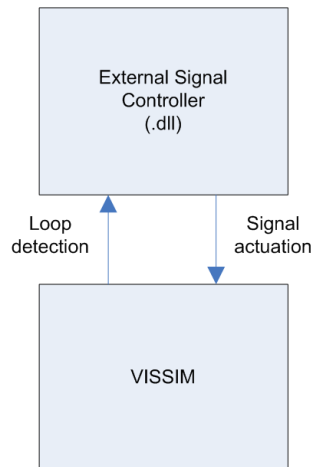 External Signal
Controller
(.dll)
Loop
detection
Signal
actuation
VISSIM